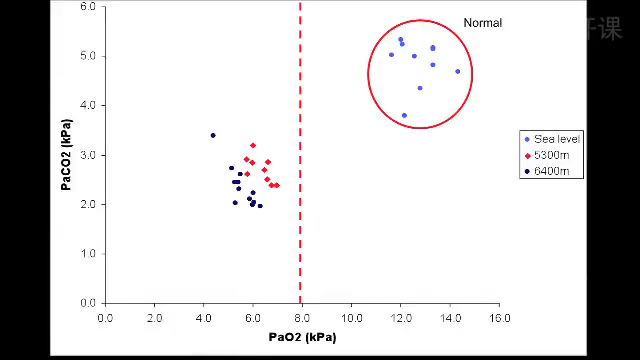 6.0
Normal
开课
5.0
4.0
PaCO2 (kPa)
Sea level
5300m
6400m
3.0
2.0
1.0
0.0
0.0 2.0 4.0 6.0 8.0 10.0 12.0 14.0 16.0
PaO2 (kPa)